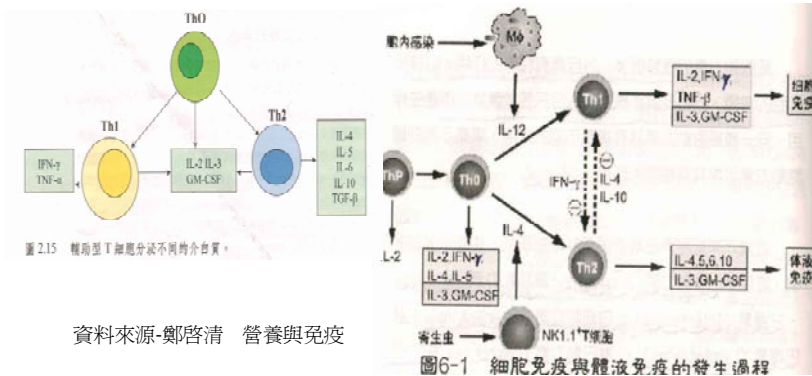 Th0
Th1
Th2
IFN-γ
TNF-α
IL-2 IL-3
GM-CSF
IL-4
IL-5
IL-6
IL-10
TGF-β
圖 2.15 輔助型 T 細胞分泌不同的介白質。
資料來源-鄭啓清 營養與免疫
胞內感染
MΦ
IL-12
ThP
Th0
Th1
IL-2,IFN-γ
TNF-β
IL-3,GM-CSF
細胞
免疫
IFN-γ
IL-4
IL-10
IL-2
IL-2,IFN-γ
IL-4,IL-5
IL-3,GM-CSF
IL-4
Th2
IL-4,5,6,10
IL-3,GM-CSF
体液
免疫
寄生虫
NK1.1⁺T细胞
圖6-1 細胞免疫與體液免疫的發生過程